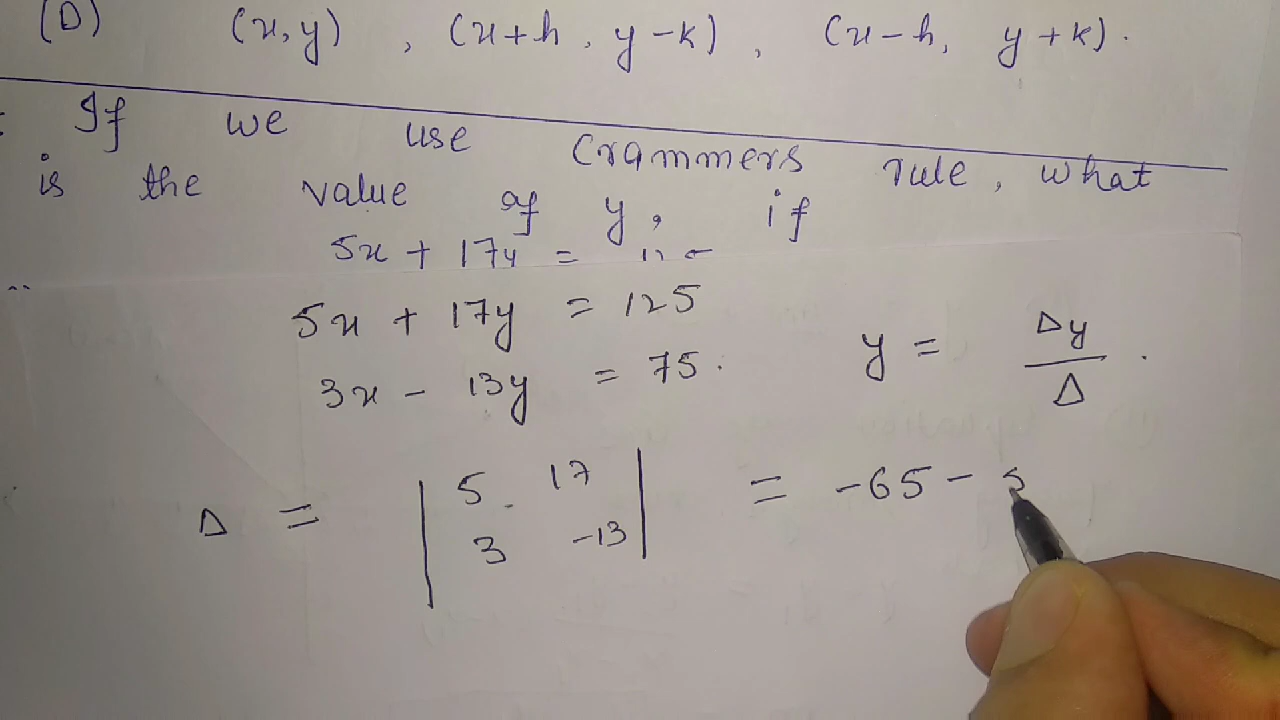 (D) (x,y) , (x+h, y-k), (x-h, y+k).
: If we use Crammers rule, what
is the value of y, if
5x + 17y =
5x + 17y = 125
3x - 13y = 75.
y = Δy / Δ .
Δ = | 5 17 | = -65 - 5
| 3 -13 |